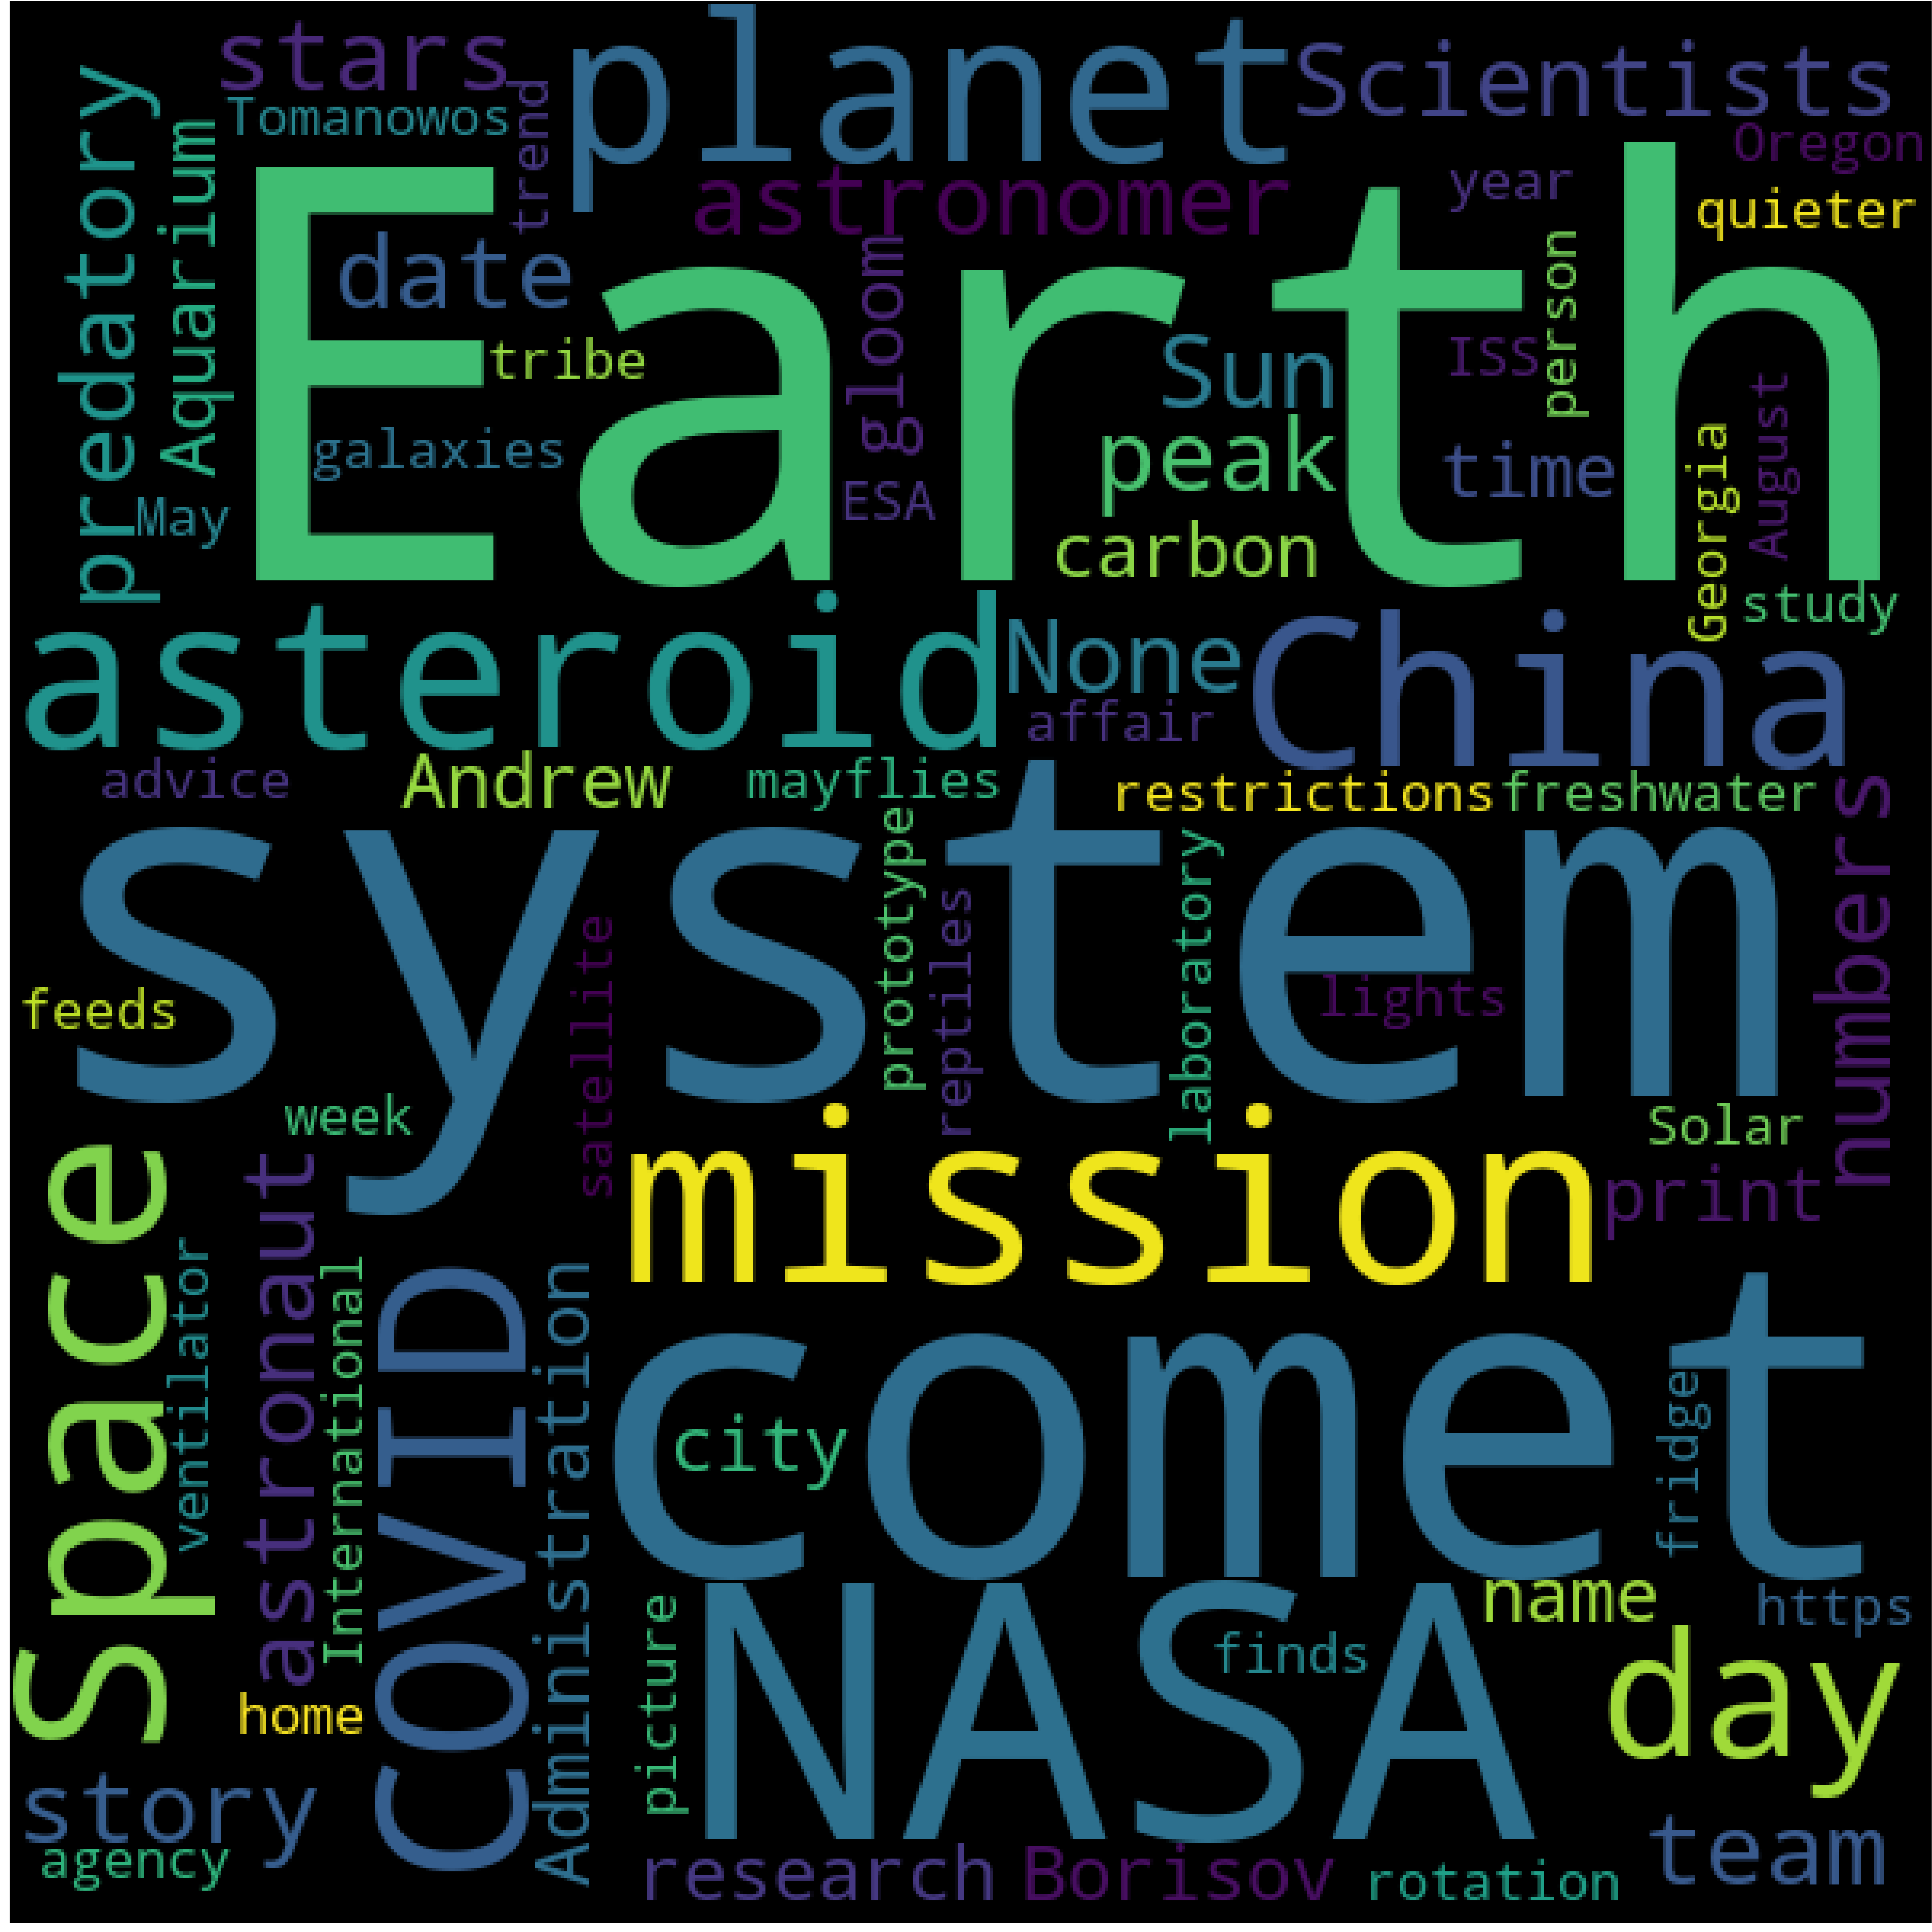 stars
planet
Scientists
Tomanowos
trend
Oregon
predatory
Aquarium
astronomer
year
quieter
Earth
date
gloom
person
Sun
ISS
tribe
August
galaxies
peak
time
Georgia
May
ESA
carbon
study
asteroid
None
China
affair
advice
Andrew
mayflies
restrictions
freshwater
numbers
system
prototype
laboratory
reptiles
satellite
lights
feeds
week
Solar
Space
mission
astronaut
print
ventilator
International
COVID
Administration
comet
city
fridge
picture
NASA
name
https
finds
day
home
story
agency
team
research
Borisov
rotation